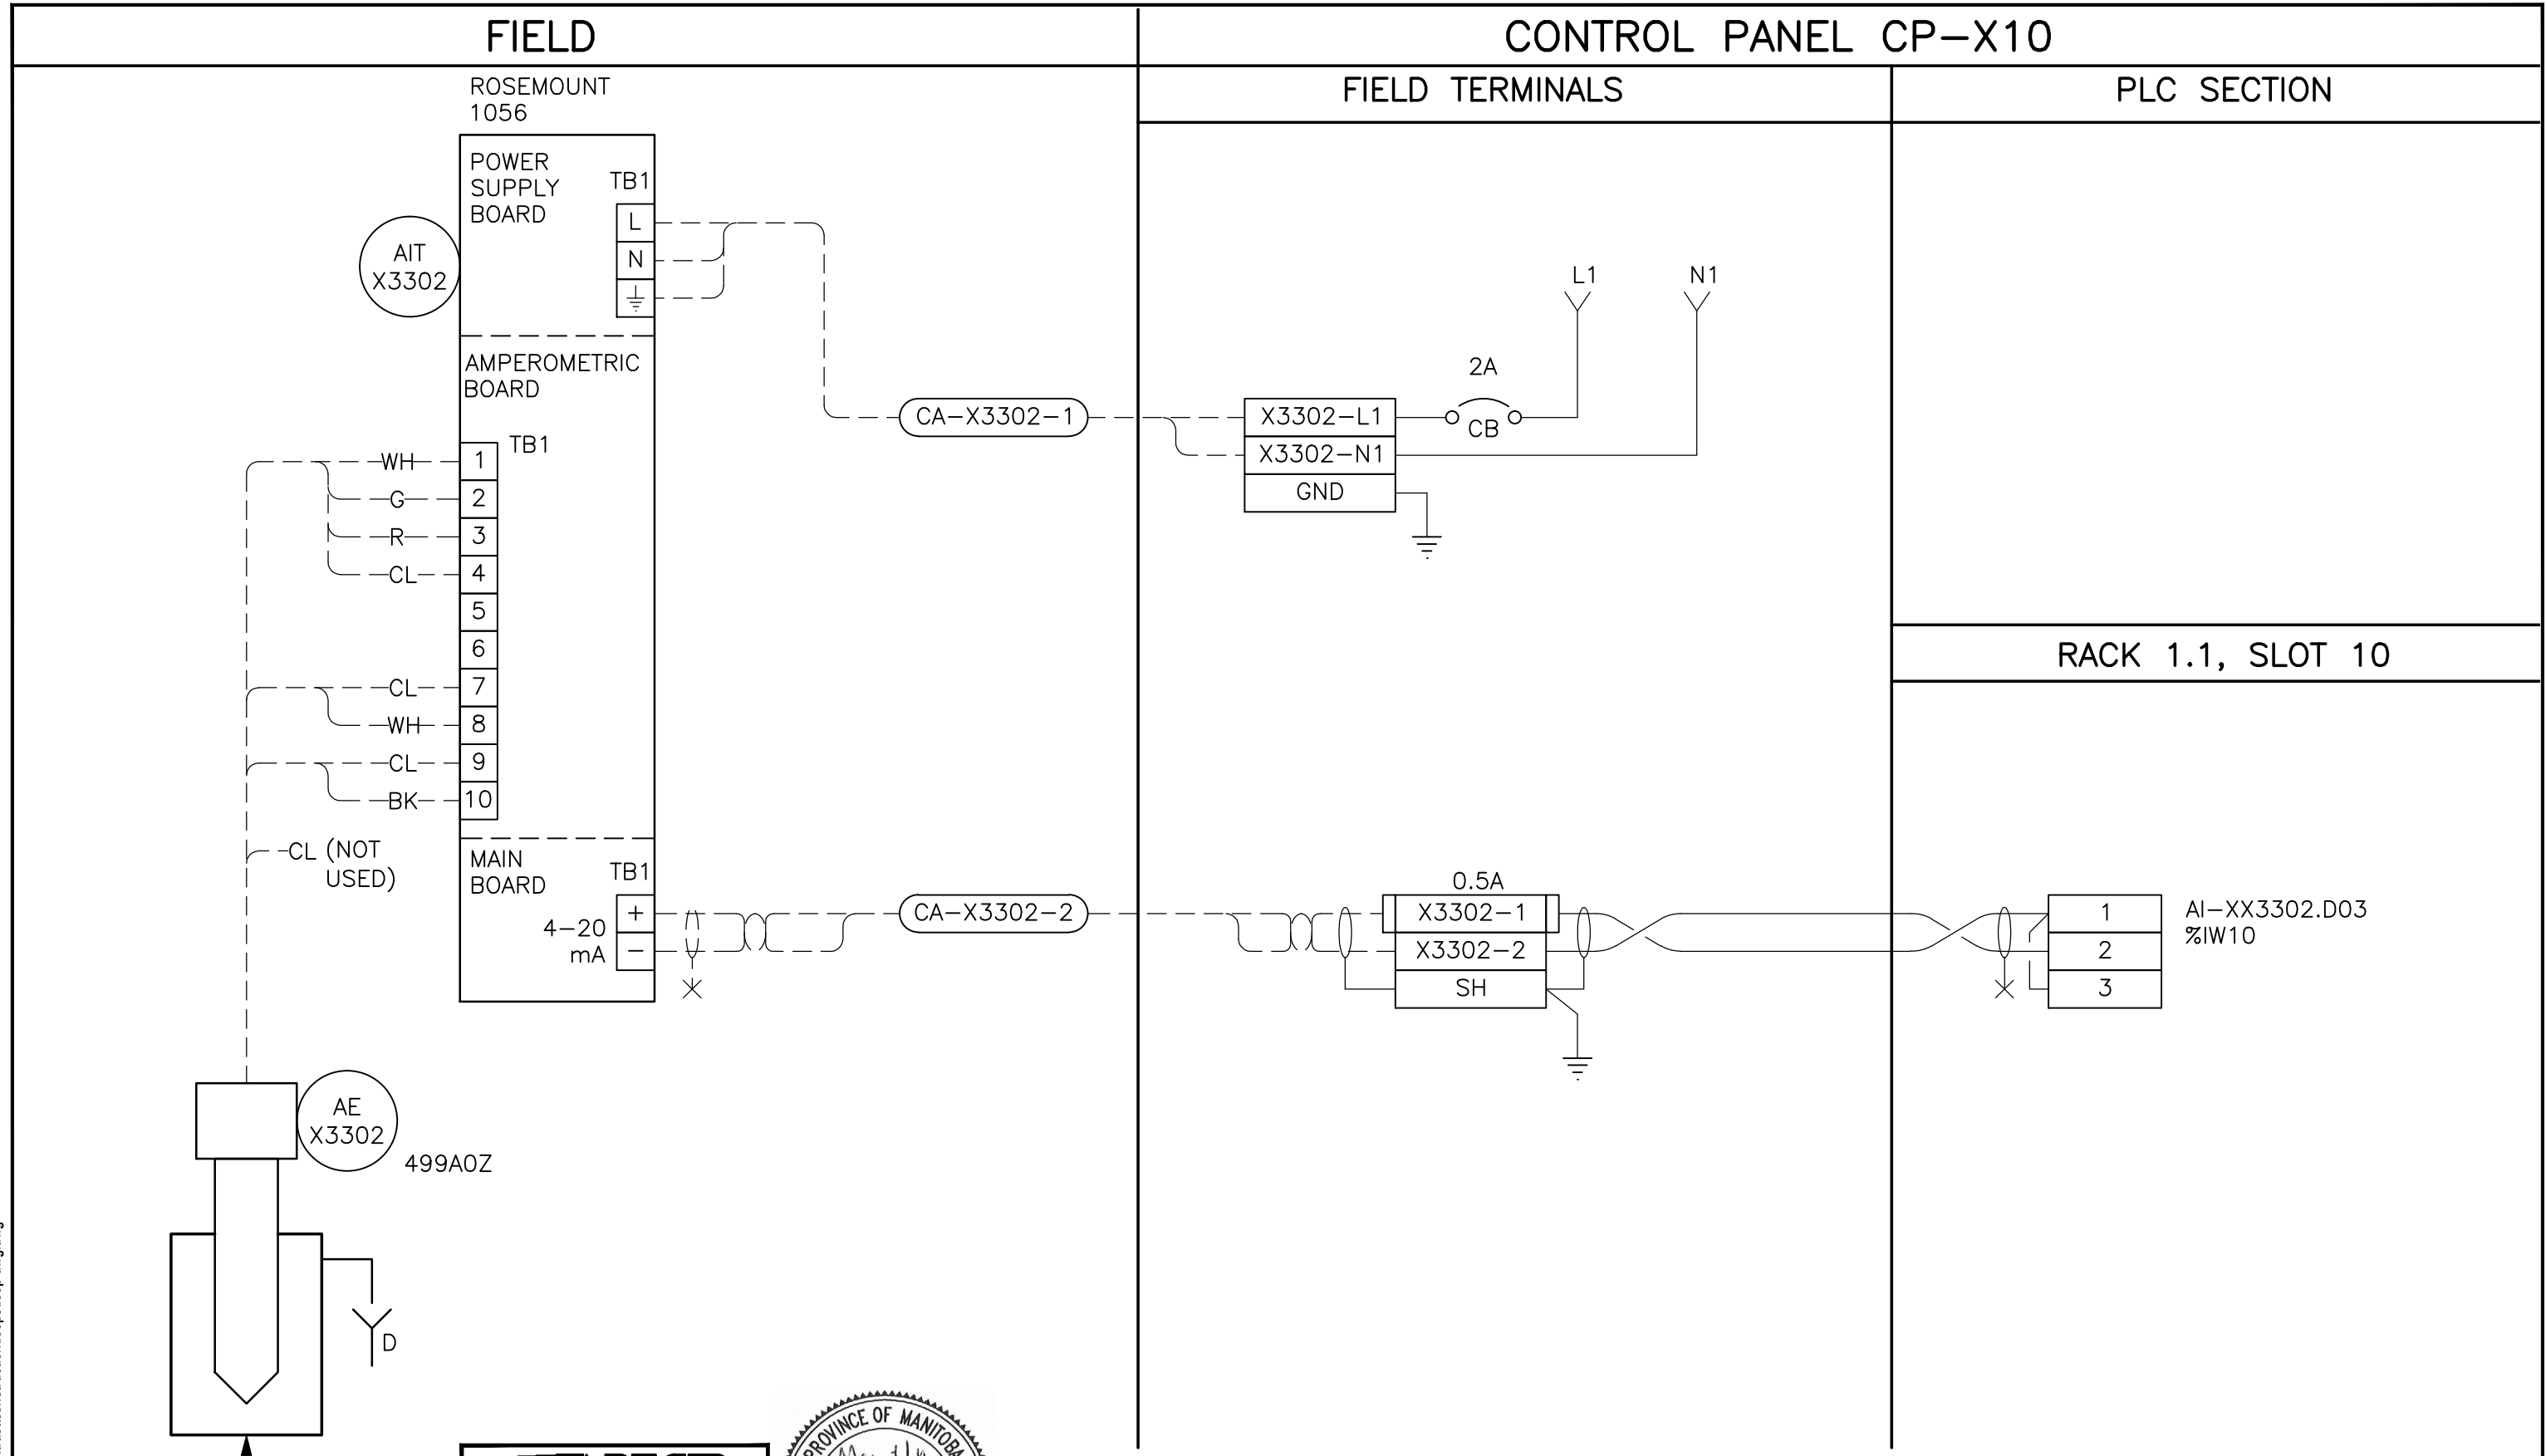 FIELD
CONTROL PANEL CP-X10
FIELD TERMINALS
PLC SECTION
ROSEMOUNT
1056
POWER
SUPPLY
BOARD
TB1
L
N
AIT
X3302
AMPEROMETRIC
BOARD
TB1
WH 1
G 2
R 3
CL 4
5
6
CL 7
WH 8
CL 9
BK 10
CL (NOT
USED)
MAIN
BOARD
TB1
4-20
mA
+
-
CA-X3302-1
CA-X3302-2
L1
N1
2A
CB
X3302-L1
X3302-N1
GND
RACK 1.1, SLOT 10
0.5A
X3302-1
X3302-2
SH
1
2
3
AI-XX3302.D03
%IW10
AE
X3302
499AOZ
D
PROVINCE OF MANITOBA